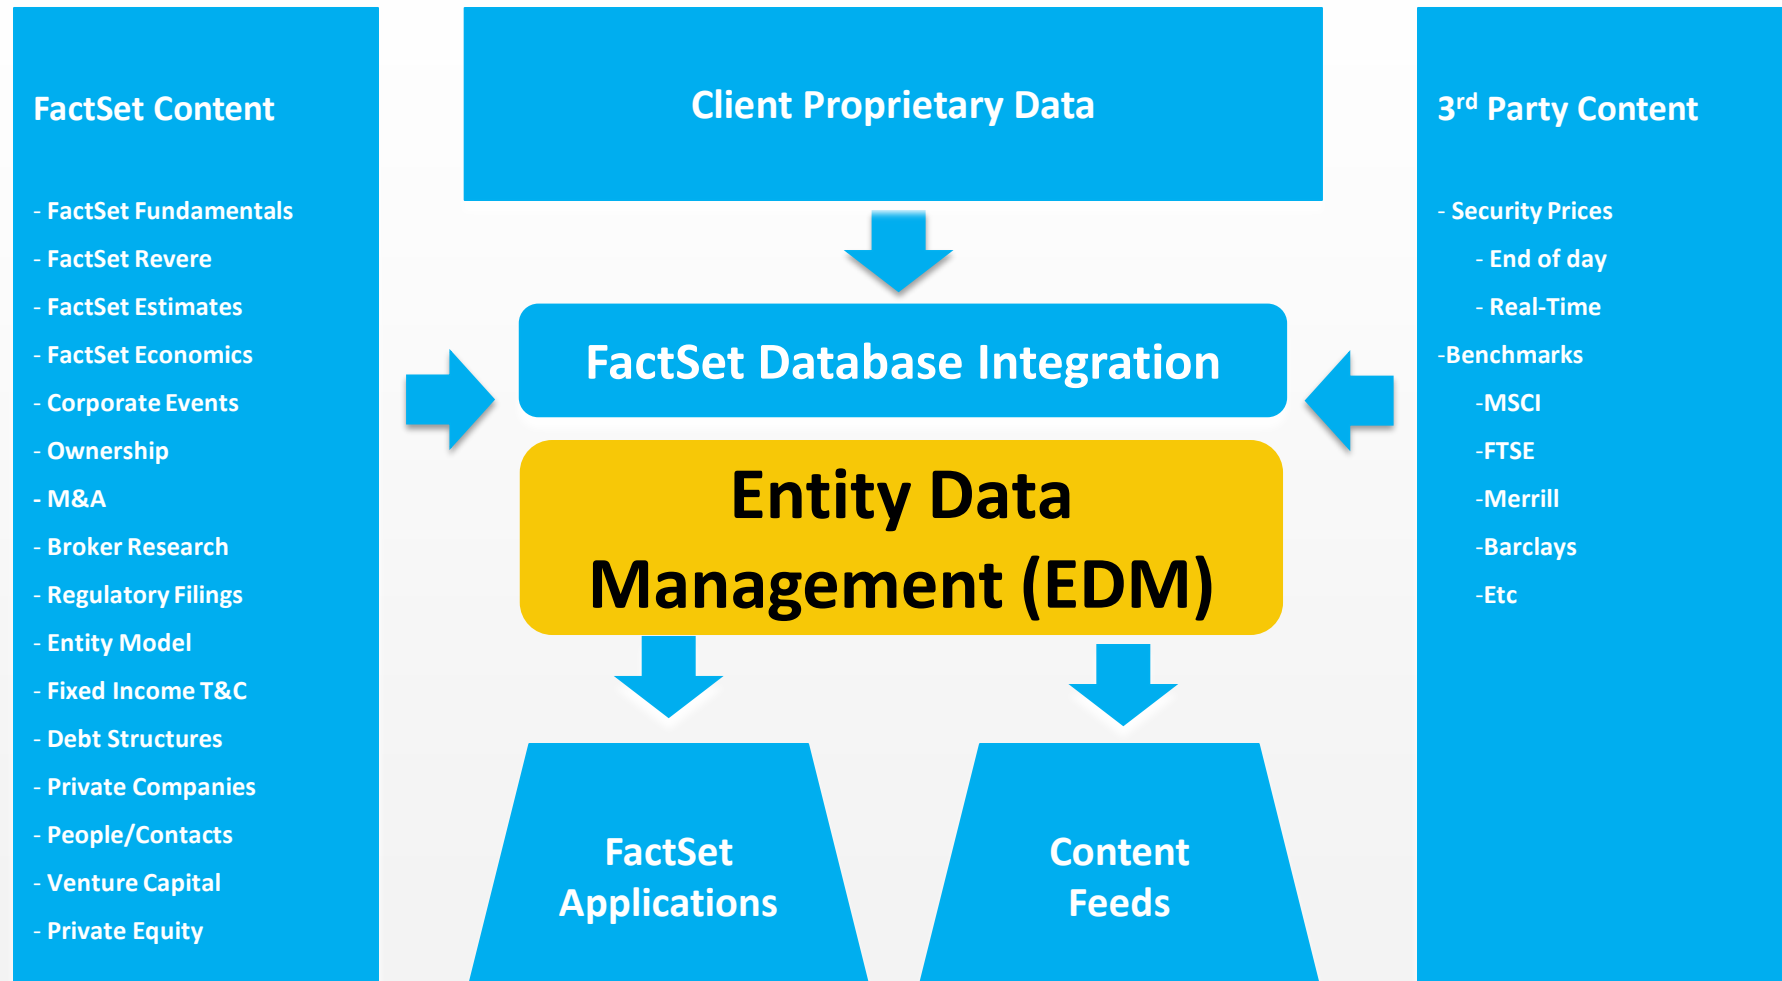 FactSet Content
- FactSet Fundamentals
- FactSet Revere
- FactSet Estimates
- FactSet Economics
- Corporate Events
- Ownership
- M&A
- Broker Research
- Regulatory Filings
- Entity Model
- Fixed Income T&C
- Debt Structures
- Private Companies
- People/Contacts
- Venture Capital
- Private Equity
Client Proprietary Data
FactSet Database Integration
Entity Data
Management (EDM)
FactSet
Applications
Content
Feeds
3rd Party Content
- Security Prices
- End of day
- Real-Time
-Benchmarks
-MSCI
-FTSE
-Merrill
-Barclays
-Etc